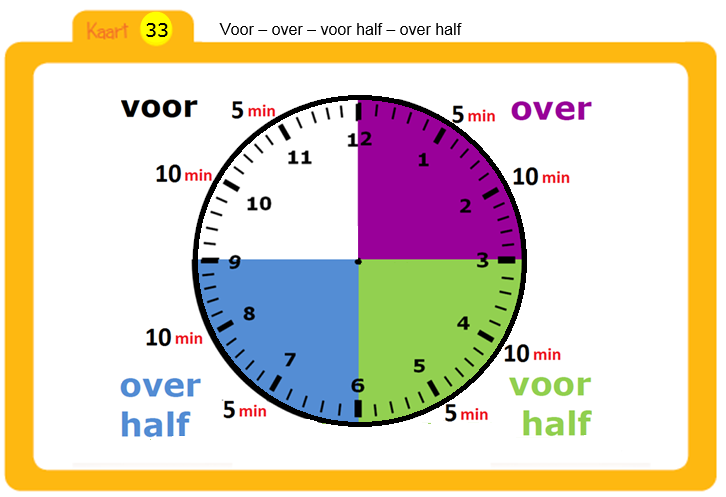 Kaart 33
Voor – over – voor half – over half
voor
5 min
5 min
over
12
11
1
10 min
10 min
10
2
9
3
8
4
10 min
10 min
7
5
6
over
half
voor
half
5 min
5 min